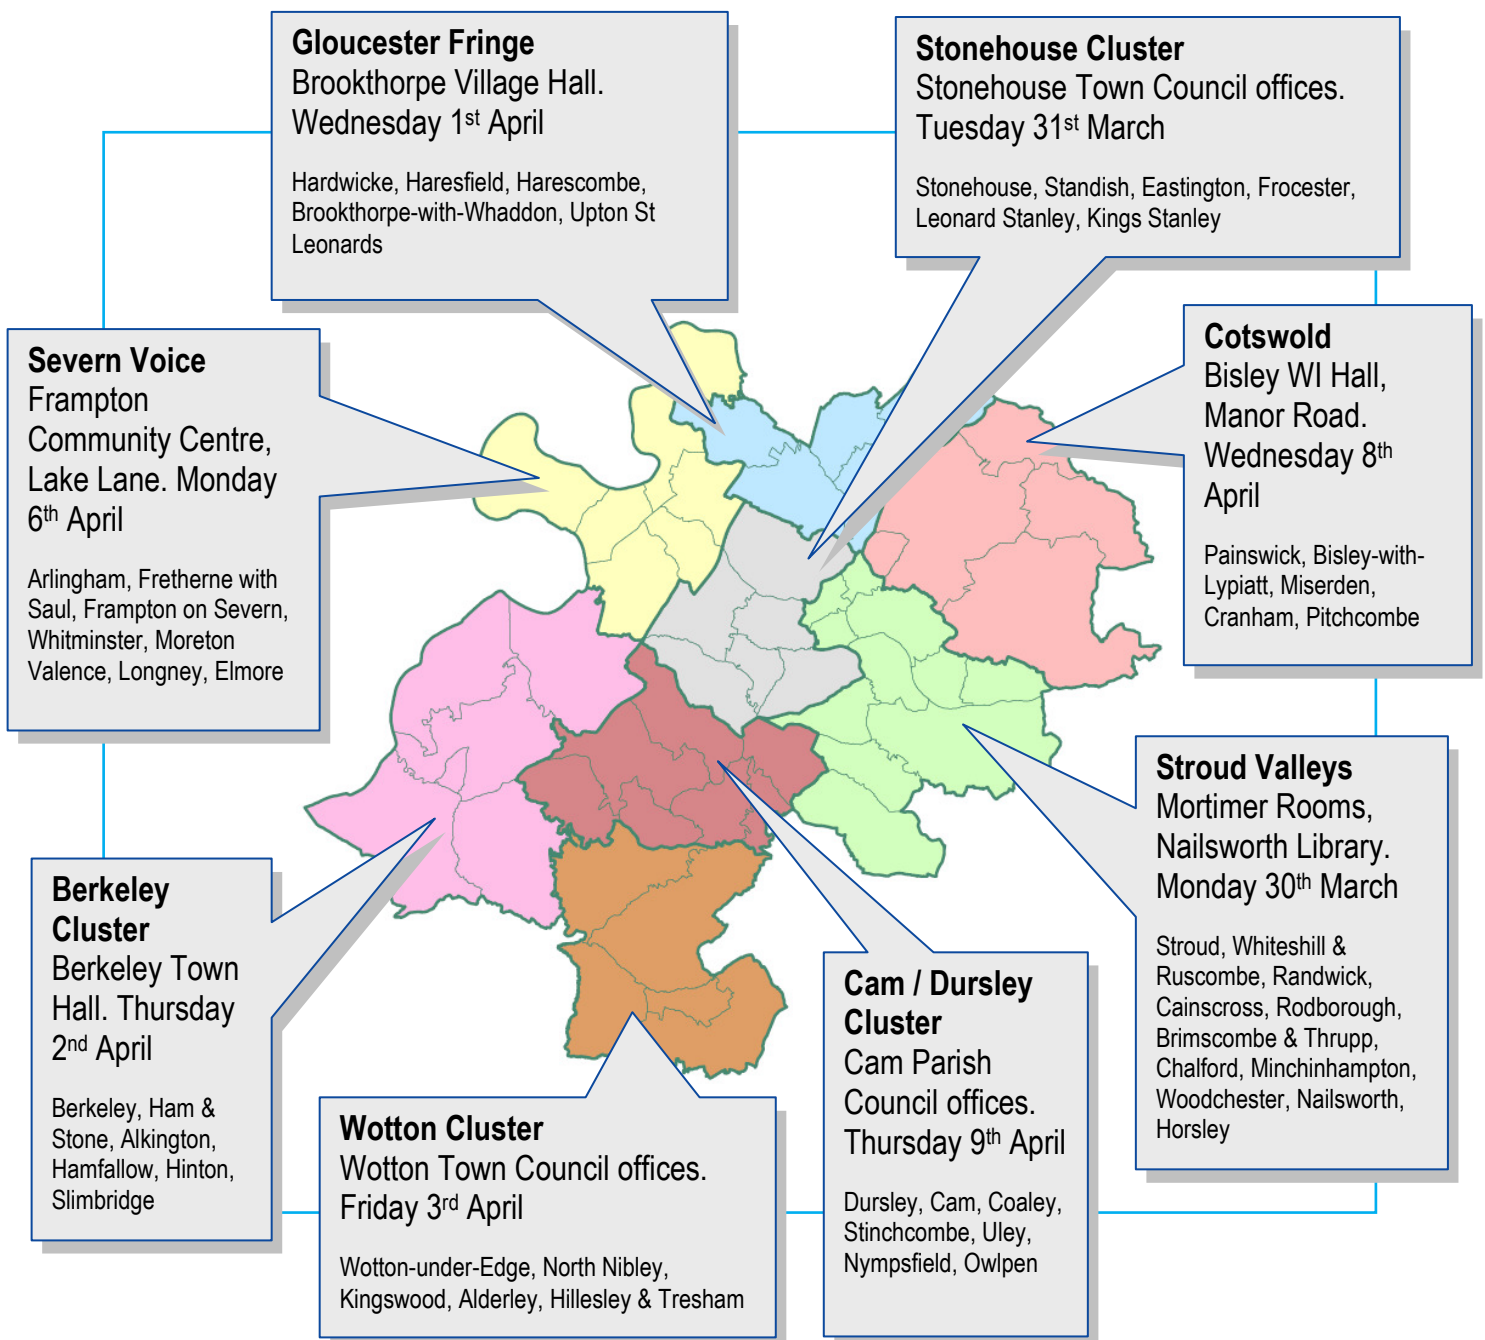 Gloucester Fringe
Brookthorpe Village Hall.
Wednesday 1st April
Hardwicke, Haresfield, Harescombe,
Brookthorpe-with-Whaddon, Upton St
Leonards
Stonehouse Cluster
Stonehouse Town Council offices.
Tuesday 31st March
Stonehouse, Standish, Eastington, Frocester,
Leonard Stanley, Kings Stanley
Severn Voice
Frampton
Community Centre,
Lake Lane. Monday
6th April
Arlingham, Fretherne with
Saul, Frampton on Severn,
Whitminster, Moreton
Valence, Longney, Elmore
Cotswold
Bisley WI Hall,
Manor Road.
Wednesday 8th
April
Painswick, Bisley-with-
Lypiatt, Miserden,
Cranham, Pitchcombe
Stroud Valleys
Mortimer Rooms,
Nailsworth Library.
Monday 30th March
Stroud, Whiteshill &
Ruscombe, Randwick,
Cainscross, Rodborough,
Brimscombe & Thrupp,
Chalford, Minchinhampton,
Woodchester, Nailsworth,
Horsley
Berkeley
Cluster
Berkeley Town
Hall. Thursday
2nd April
Berkeley, Ham &
Stone, Alkington,
Hamfallow, Hinton,
Slimbridge
Wotton Cluster
Wotton Town Council offices.
Friday 3rd April
Wotton-under-Edge, North Nibley,
Kingswood, Alderley, Hillesley & Tresham
Cam / Dursley
Cluster
Cam Parish
Council offices.
Thursday 9th April
Dursley, Cam, Coaley,
Stinchcombe, Uley,
Nympsfield, Owlpen